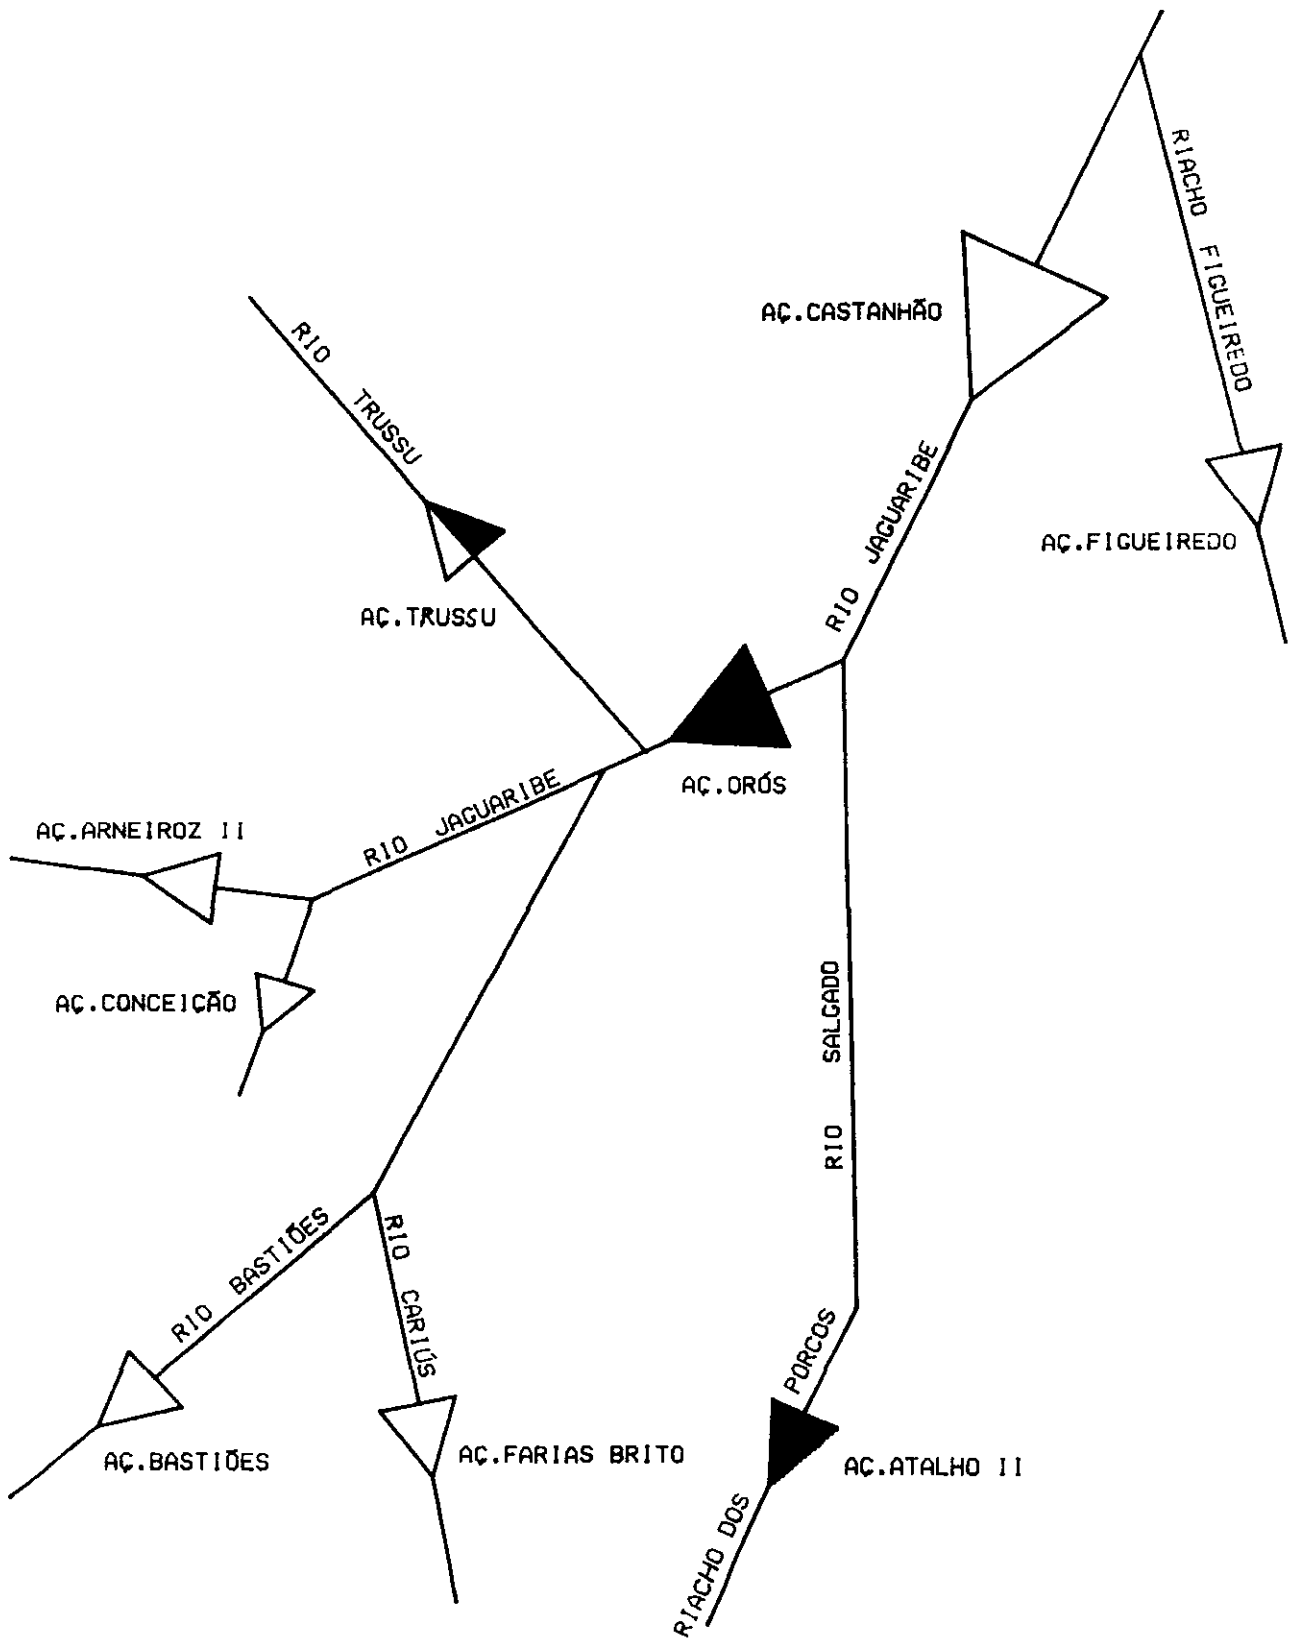 RIACHO FIGUEIREDO
AÇ.CASTANHÃO
RIO TRUSSU
RIO JAGUARIBE
AÇ.FIGUEIREDO
AÇ.TRUSSU
AÇ.ORÓS
RIO JAGUARIBE
AÇ.ARNEIROZ II
AÇ.CONCEIÇÃO
RIO SALGADO
RIO BASTIÕES
RIO CARIÚS
RIACHO DOS PORCOS
AÇ.BASTIÕES
AÇ.FARIAS BRITO
AÇ.ATALHO II